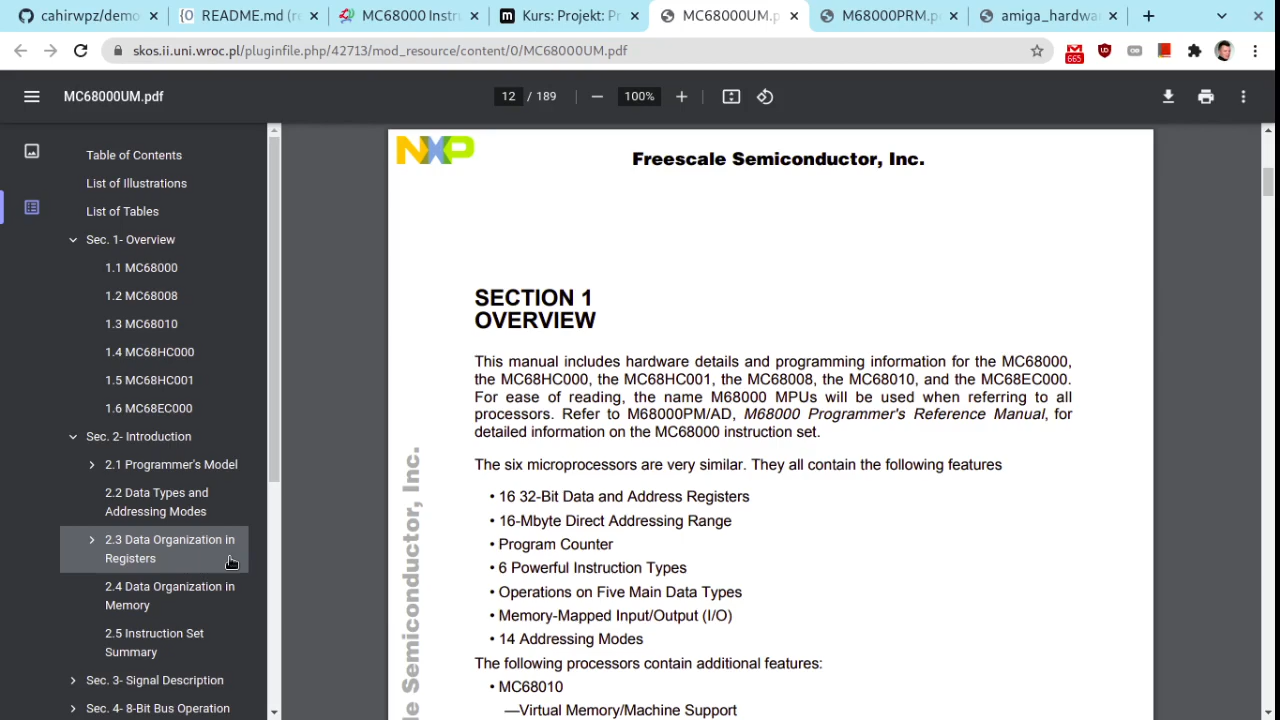 cahirwpz/demo
README.md (re
MC68000 Instr
Kurs: Projekt: Pr
MC68000UM.p
M68000PRM.p
amiga_hardwa
skos.ii.uni.wroc.pl/pluginfile.php/42713/mod_resource/content/0/MC68000UM.pdf
665
MC68000UM.pdf
12 / 189
100%
Table of Contents
List of Illustrations
List of Tables
Sec. 1- Overview
1.1 MC68000
1.2 MC68008
1.3 MC68010
1.4 MC68HC000
1.5 MC68HC001
1.6 MC68EC000
Sec. 2- Introduction
2.1 Programmer's Model
2.2 Data Types and
Addressing Modes
2.3 Data Organization in
Registers
2.4 Data Organization in
Memory
2.5 Instruction Set
Summary
Sec. 3- Signal Description
Sec. 4- 8-Bit Bus Operation
NXP
Freescale Semiconductor, Inc.
SECTION 1
OVERVIEW
This manual includes hardware details and programming information for the MC68000,
the MC68HC000, the MC68HC001, the MC68008, the MC68010, and the MC68EC000.
For ease of reading, the name M68000 MPUs will be used when referring to all
processors. Refer to M68000PM/AD, M68000 Programmer's Reference Manual, for
detailed information on the MC68000 instruction set.
The six microprocessors are very similar. They all contain the following features
• 16 32-Bit Data and Address Registers
• 16-Mbyte Direct Addressing Range
• Program Counter
• 6 Powerful Instruction Types
• Operations on Five Main Data Types
• Memory-Mapped Input/Output (I/O)
• 14 Addressing Modes
The following processors contain additional features:
• MC68010
—Virtual Memory/Machine Support
le Semiconductor, Inc.